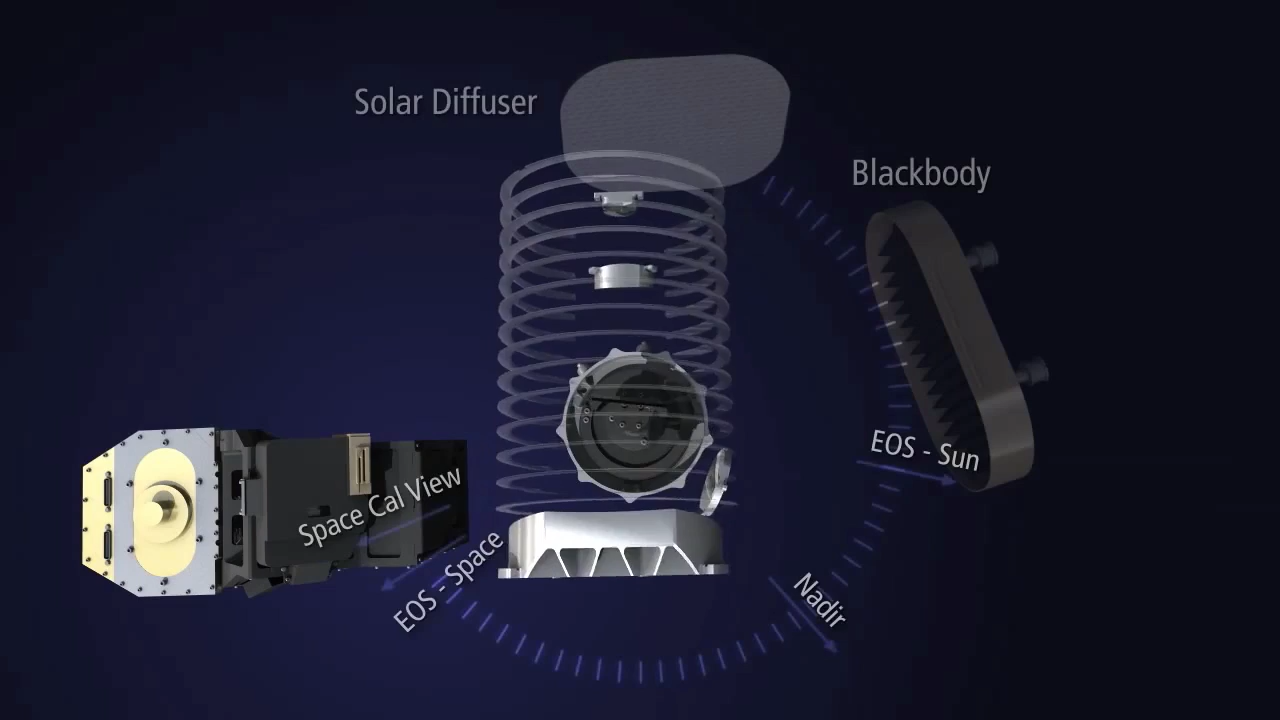 Solar Diffuser
Blackbody
EOS - Sun
Space Cal View
EOS - Space
Nadir